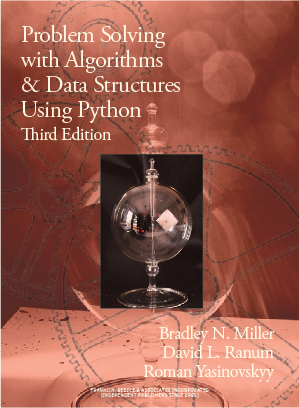 Problem Solving
with Algorithms
& Data Structures
Using Python
Third Edition
Bradley N. Miller
David L. Ranum
Roman Yasinovskyy
FRANKLIN, BEEDLE & ASSOCIATES INCORPORATED
[INDEPENDENT PUBLISHERS SINCE 1985]